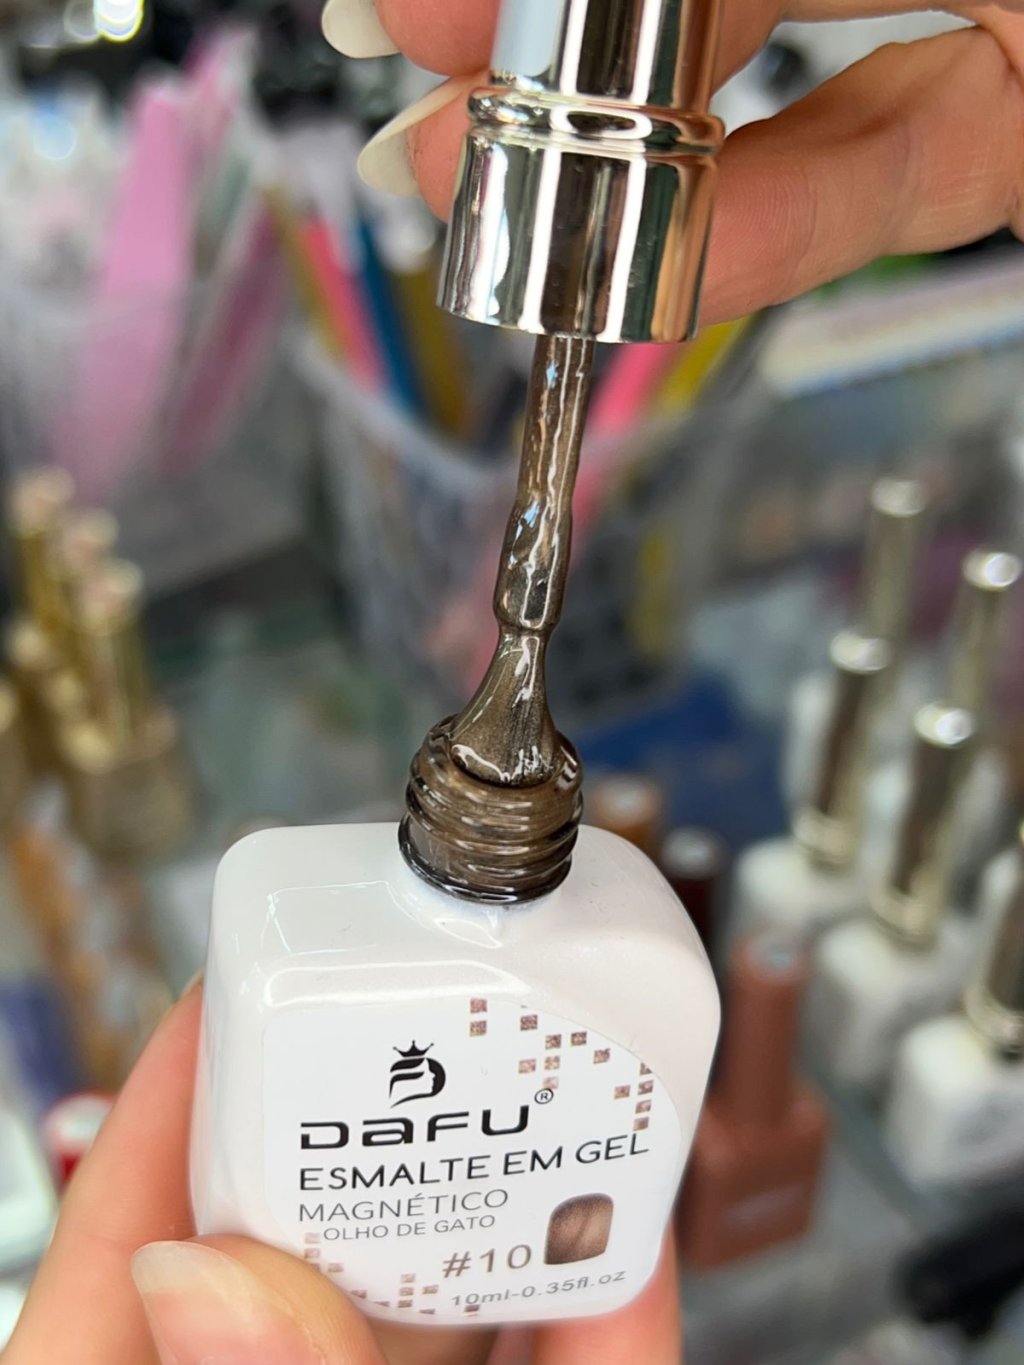 DAFU®
ESMALTE EM GEL
MAGNÉTICO
OLHO DE GATO
#10
10ml-0.35fl.oz